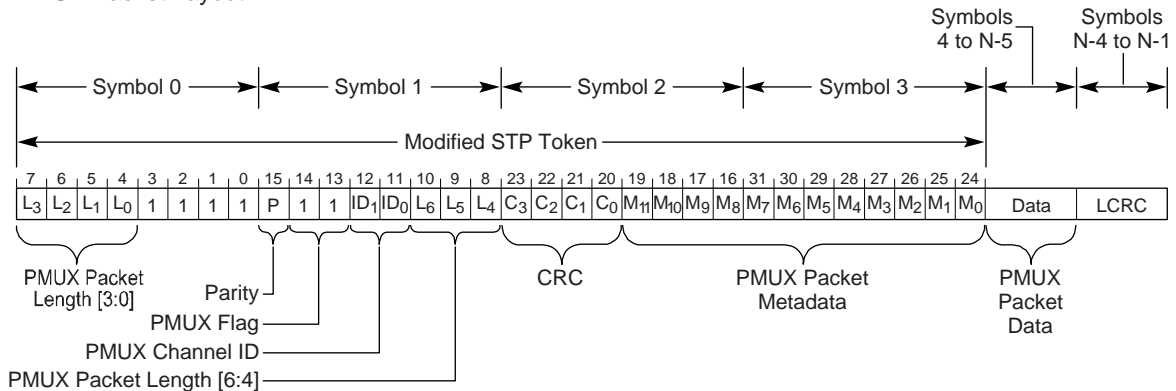 Symbols
4 to N-5
Symbols
N-4 to N-1
Symbol 0
Symbol 1
Symbol 2
Symbol 3
Modified STP Token
7 6 5 4 3 2 1 0 15 14 13 12 11 10 9 8 23 22 21 20 19 18 17 16 31 30 29 28 27 26 25 24
L3 L2 L1 L0 1 1 1 1 P 1 1 ID1 ID0 L6 L5 L4 C3 C2 C1 C0 M11 M10 M9 M8 M7 M6 M5 M4 M3 M2 M1 M0 Data LCRC
PMUX Packet
Length [3:0]
Parity
PMUX Flag
PMUX Channel ID
PMUX Packet Length [6:4]
CRC
PMUX Packet
Metadata
PMUX
Packet
Data